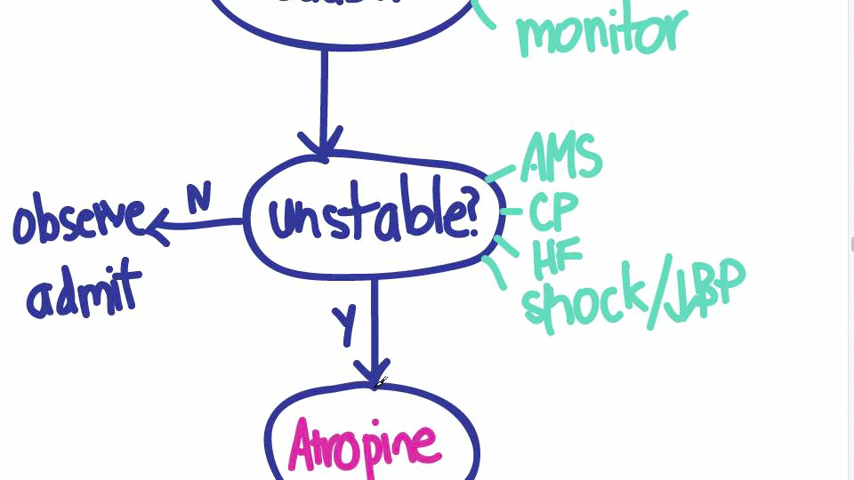 monitor
AMS
CP
HF
shock/↓BP
unstable?
N
observe
admit
Y
Atropine